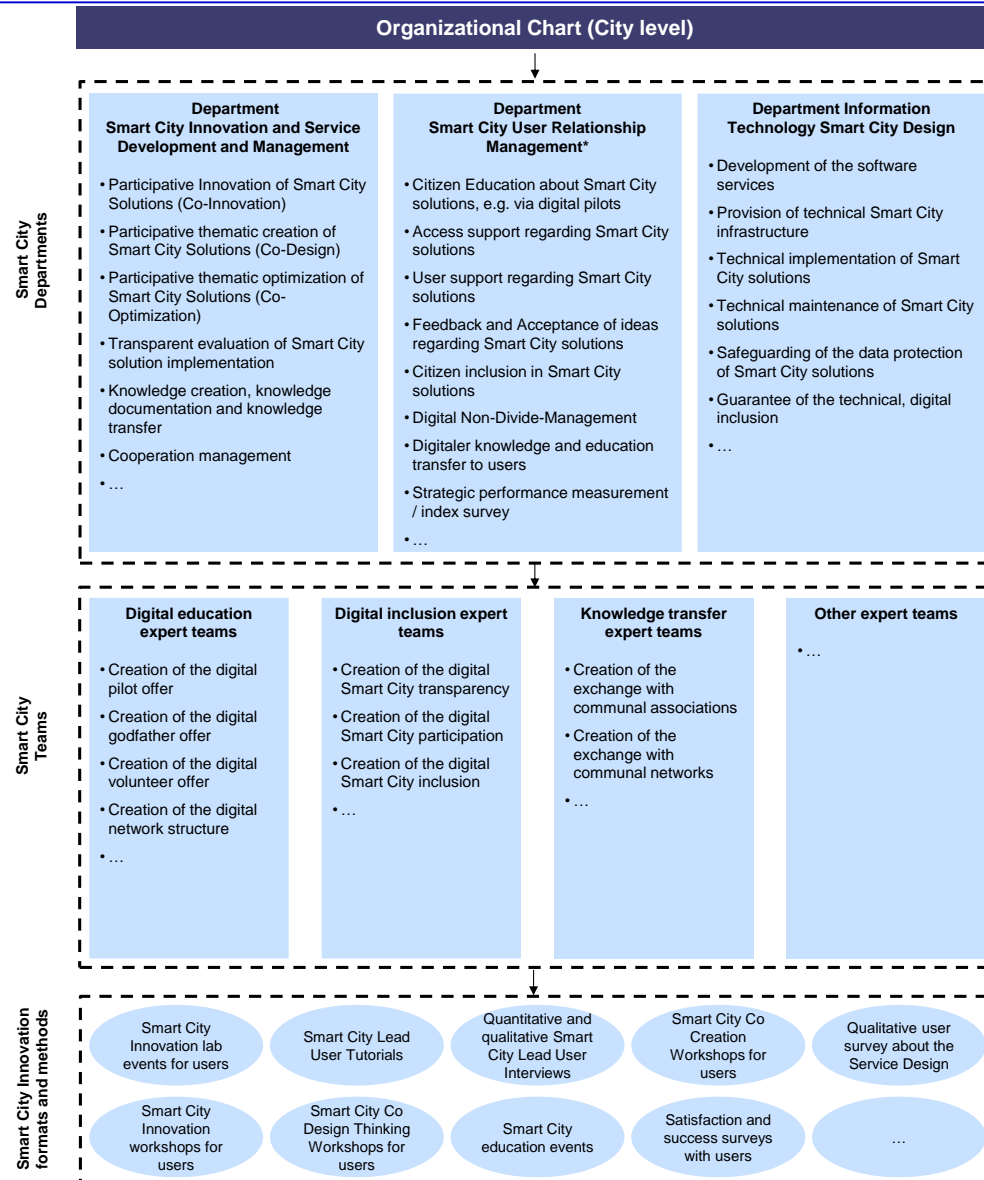 Organizational Chart (City level)
Smart City
Departments
Department
Smart City Innovation and Service
Development and Management
• Participative Innovation of Smart City
Solutions (Co-Innovation)
• Participative thematic creation of
Smart City Solutions (Co-Design)
• Participative thematic optimization of
Smart City Solutions (Co-
Optimization)
• Transparent evaluation of Smart City
solution implementation
• Knowledge creation, knowledge
documentation and knowledge
transfer
• Cooperation management
• …
Department
Smart City User Relationship
Management*
• Citizen Education about Smart City
solutions, e.g. via digital pilots
• Access support regarding Smart City
solutions
• User support regarding Smart City
solutions
• Feedback and Acceptance of ideas
regarding Smart City solutions
• Citizen inclusion in Smart City
solutions
• Digital Non-Divide-Management
• Digitaler knowledge and education
transfer to users
• Strategic performance measurement
/ index survey
• …
Department Information
Technology Smart City Design
• Development of the software
services
• Provision of technical Smart City
infrastructure
• Technical implementation of Smart
City solutions
• Technical maintenance of Smart City
solutions
• Safeguarding of the data protection
of Smart City solutions
• Guarantee of the technical, digital
inclusion
• …
Smart City
Teams
Digital education
expert teams
• Creation of the digital
pilot offer
• Creation of the digital
godfather offer
• Creation of the digital
volunteer offer
• Creation of the digital
network structure
• …
Digital inclusion expert
teams
• Creation of the digital
Smart City transparency
• Creation of the digital
Smart City participation
• Creation of the digital
Smart City inclusion
• …
Knowledge transfer
expert teams
• Creation of the
exchange with
communal associations
• Creation of the
exchange with
communal networks
• …
Other expert teams
• …
Smart City Innovation
formats and methods
Smart City
Innovation lab
events for users
Smart City Lead
User Tutorials
Quantitative and
qualitative Smart
City Lead User
Interviews
Smart City Co
Creation
Workshops for
users
Qualitative user
survey about the
Service Design
Smart City
Innovation
workshops for
users
Smart City Co
Design Thinking
Workshops for
users
Smart City
education events
Satisfaction and
success surveys
with users
…